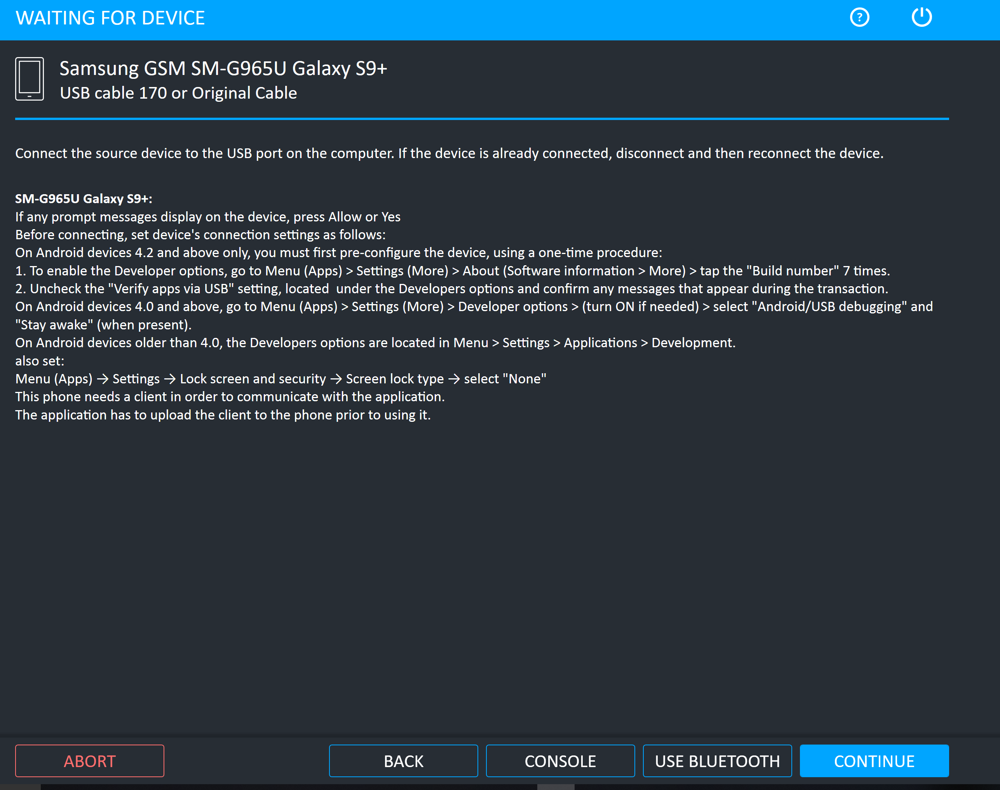 WAITING FOR DEVICE
?
Samsung GSM SM-G965U Galaxy S9+
USB cable 170 or Original Cable
Connect the source device to the USB port on the computer. If the device is already connected, disconnect and then reconnect the device.
SM-G965U Galaxy S9+:
If any prompt messages display on the device, press Allow or Yes
Before connecting, set device's connection settings as follows:
On Android devices 4.2 and above only, you must first pre-configure the device, using a one-time procedure:
1. To enable the Developer options, go to Menu (Apps) > Settings (More) > About (Software information > More) > tap the "Build number" 7 times.
2. Uncheck the "Verify apps via USB" setting, located  under the Developers options and confirm any messages that appear during the transaction.
On Android devices 4.0 and above, go to Menu (Apps) > Settings (More) > Developer options > (turn ON if needed) > select "Android/USB debugging" and
"Stay awake" (when present).
On Android devices older than 4.0, the Developers options are located in Menu > Settings > Applications > Development.
also set:
Menu (Apps) → Settings → Lock screen and security → Screen lock type → select "None"
This phone needs a client in order to communicate with the application.
The application has to upload the client to the phone prior to using it.
ABORT
BACK
CONSOLE
USE BLUETOOTH
CONTINUE